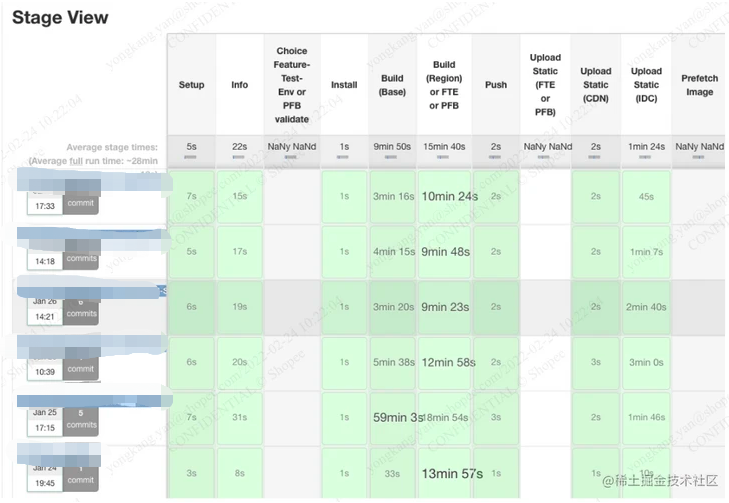 Stage View
Setup
Info
Choice
Feature-
Test-
Env or
PFB
validate
Install
Build
(Base)
Build
(Region)
or FTE
or PFB
Push
Upload
Static
(FTE
or
PFB)
Upload
Static
(CDN)
Upload
Static
(IDC)
Prefetch
Image
Average stage times: 5s 22s NaNy NaNd 1s 9min 50s 15min 40s 2s NaNy NaNd 2s 1min 24s NaNy NaNd
(Average full run time: ~28min
17:33 commit 7s 15s 1s 3min 16s 10min 24s 2s 2s 45s
14:18 commits 5s 17s 1s 4min 15s 9min 48s 2s 2s 1min 7s
Jan 26 6
14:21 commits 6s 19s 1s 3min 20s 9min 23s 2s 2s 2min 40s
10:39 commit 6s 20s 1s 5min 38s 12min 58s 2s 3s 3min 0s
Jan 25 5
17:15 commits 7s 31s 1s 59min 3s 18min 54s 3s 2s 1min 46s
Jan 24 1
19:45 commit 3s 8s 1s 33s 13min 57s 1s 1s 10s
@稀土掘金技术社区